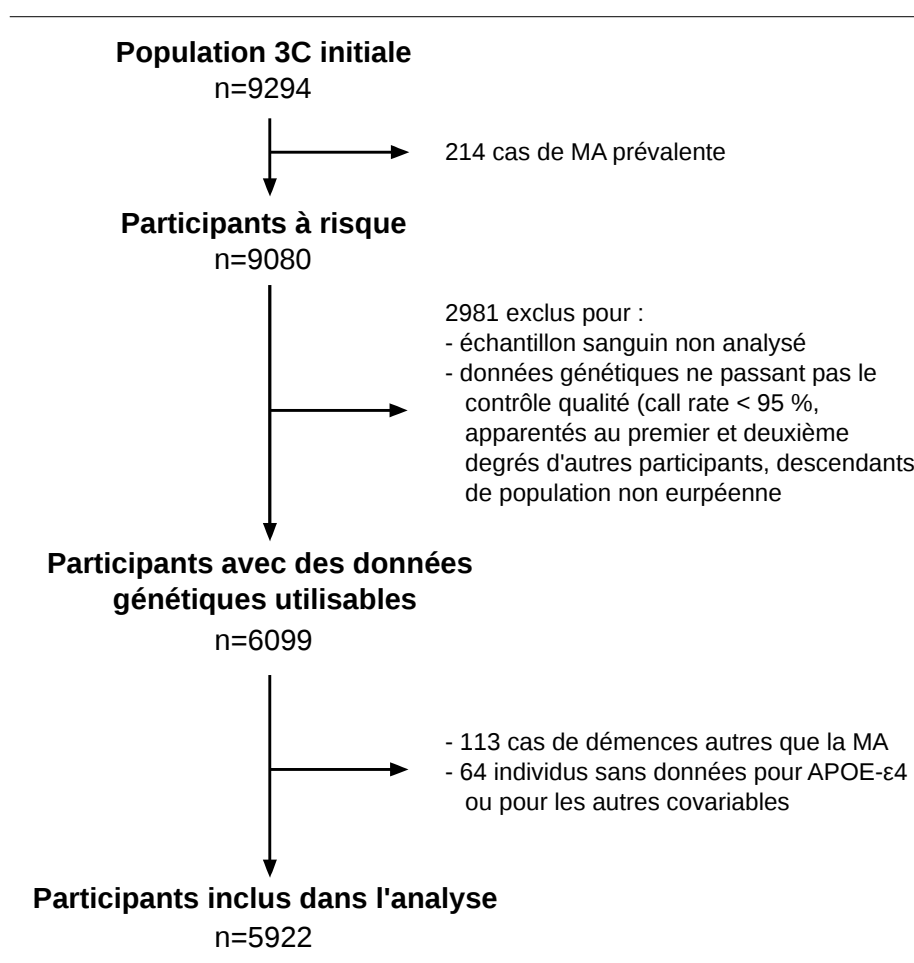 Population 3C initiale
n=9294
214 cas de MA prévalente
Participants à risque
n=9080
2981 exclus pour :
- échantillon sanguin non analysé
- données génétiques ne passant pas le
contrôle qualité (call rate < 95 %,
apparentés au premier et deuxième
degrés d'autres participants, descendants
de population non eurpéenne
Participants avec des données
génétiques utilisables
n=6099
- 113 cas de démences autres que la MA
- 64 individus sans données pour APOE-ε4
ou pour les autres covariables
Participants inclus dans l'analyse
n=5922